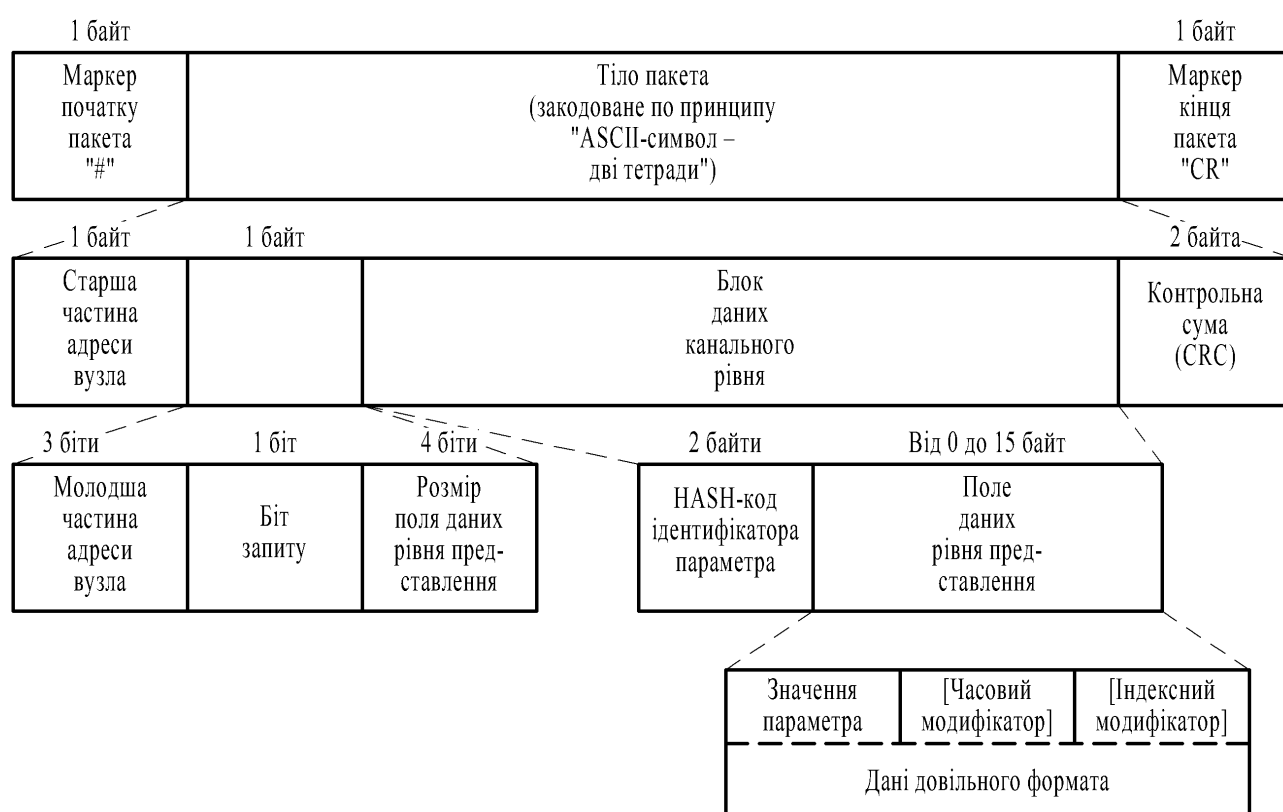 1 байт
1 байт
Маркер
початку
пакета
"#"
Тіло пакета
(закодоване по принципу
"ASCII-символ –
дві тетради")
Маркер
кінця
пакета
"CR"
1 байт
1 байт
2 байта
Старша
частина
адреси
вузла
Блок
даних
канального
рівня
Контрольна
сума
(CRC)
3 біти
1 біт
4 біти
2 байти
Від 0 до 15 байт
Молодша
частина
адреси
вузла
Біт
запиту
Розмір
поля даних
рівня пред-
ставлення
HASH-код
ідентифікатора
параметра
Поле
даних
рівня пред-
ставлення
Значення
параметра
[Часовий
модифікатор]
[Індексний
модифікатор]
Дані довільного формата